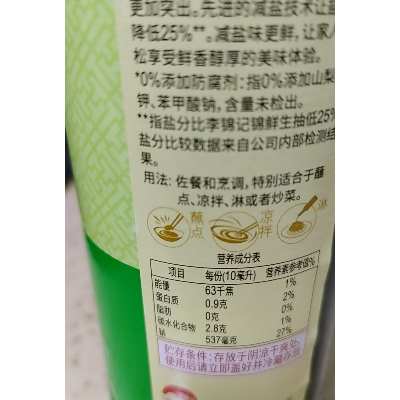 更加突出。先进的减盐技术让盐
降低25%**。减盐味更鲜，让家人
松享受鲜香醇厚的美味体验。
*0%添加防腐剂：指0%添加山梨
钾、苯甲酸钠，含量未检出。
**指盐分比李锦记锦鲜生抽低25%
盐分比较数据来自公司内部检测结
果。
用法：佐餐和烹调，特别适合于蘸
点、凉拌、淋或者炒菜。
蘸点 凉拌 淋
营养成分表
项目 每份(10毫升) 营养素参考值%
能量 63千焦 1%
蛋白质 0.9克 2%
脂肪 0克 0%
碳水化合物 2.8克 1%
钠 537毫克 27%
贮存条件：存放于阴凉干爽处，
使用后请立即盖好并冷藏存放